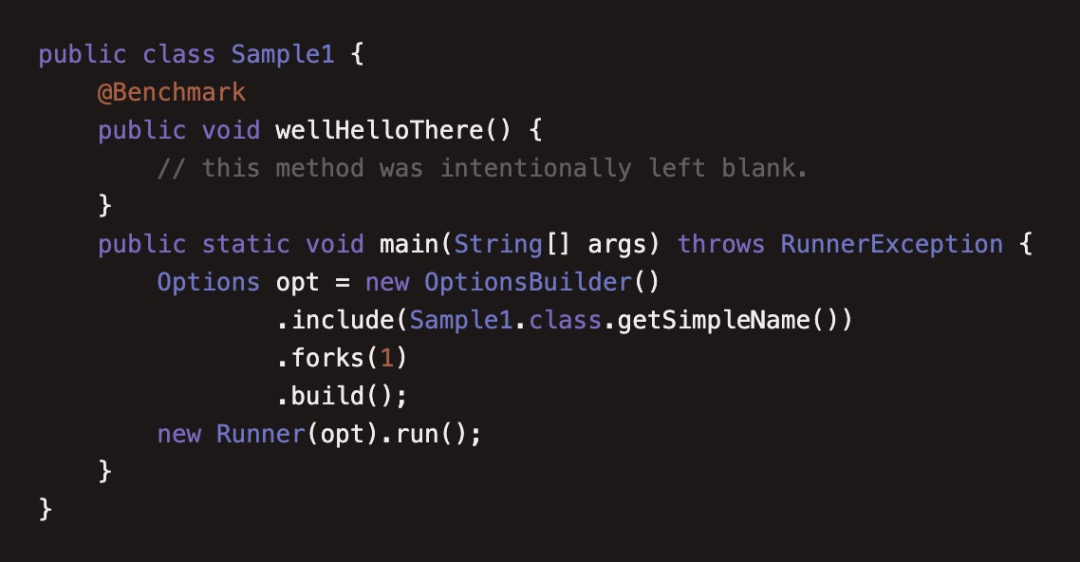 public class Sample1 {
    @Benchmark
    public void wellHelloThere() {
        // this method was intentionally left blank.
    }
    public static void main(String[] args) throws RunnerException {
        Options opt = new OptionsBuilder()
                .include(Sample1.class.getSimpleName())
                .forks(1)
                .build();
        new Runner(opt).run();
    }
}